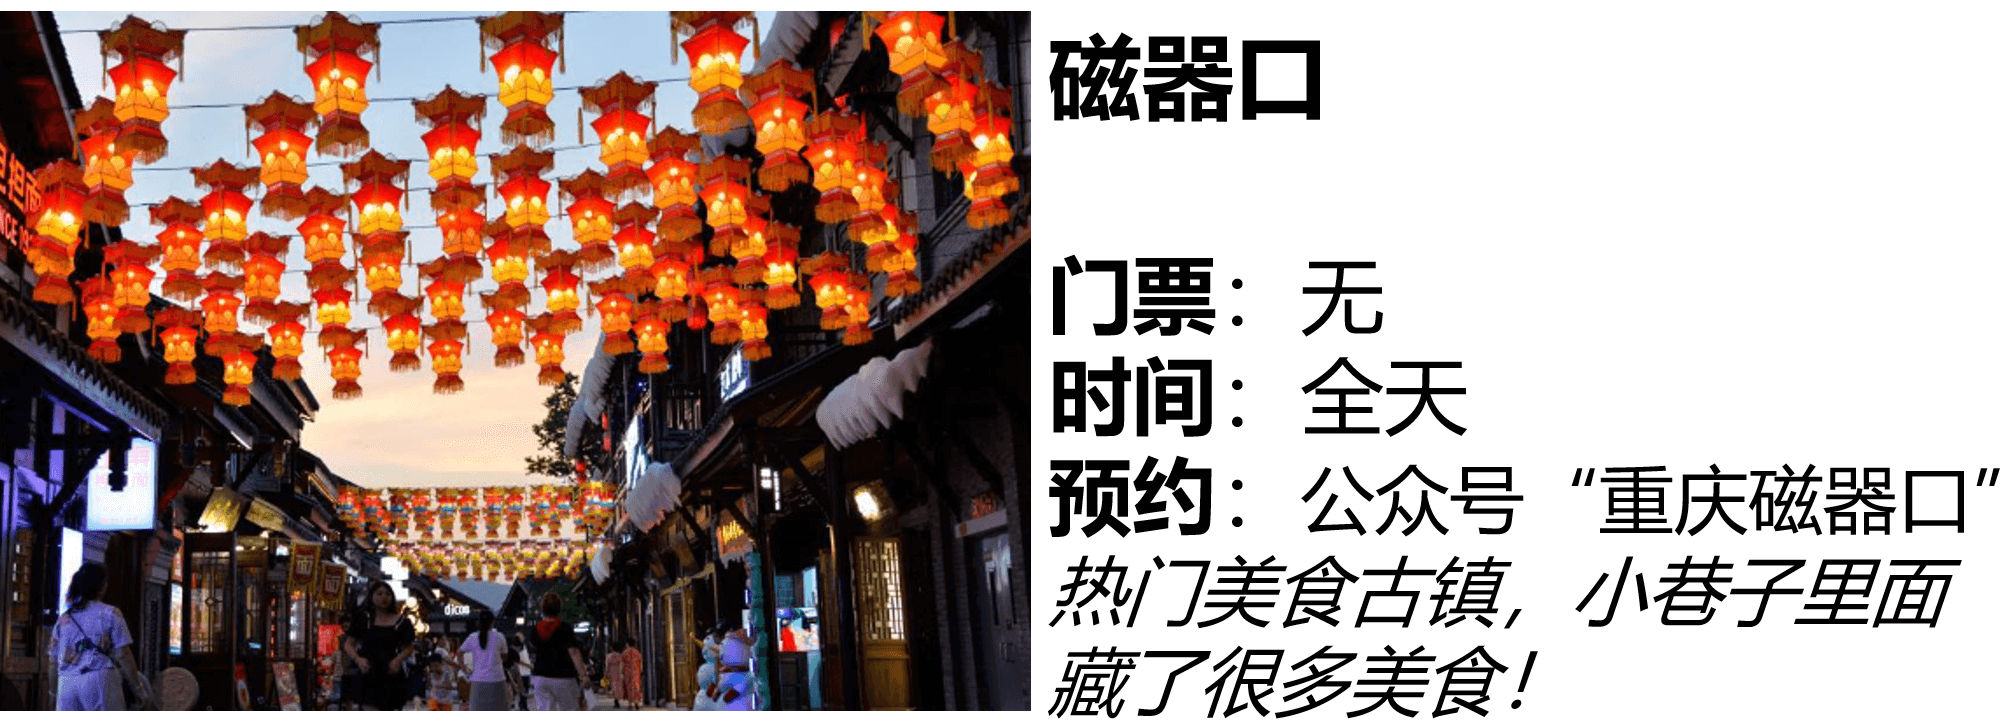 磁器口
门票：无
时间：全天
预约：公众号“重庆磁器口”
热门美食古镇，小巷子里面
藏了很多美食！
dicos